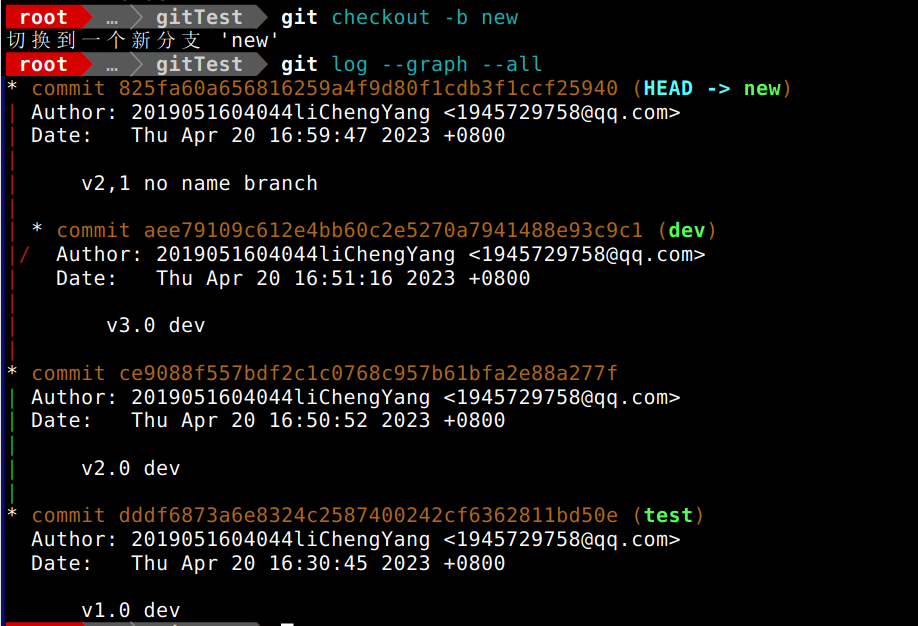 root … gitTest git checkout -b new
切换到一个新分支 'new'
root … gitTest git log --graph --all
* commit 825fa60a656816259a4f9d80f1cdb3f1ccf25940 (HEAD -> new)
| Author: 2019051604044liChengYang <1945729758@qq.com>
| Date:   Thu Apr 20 16:59:47 2023 +0800
|
|     v2,1 no name branch
|
| * commit aee79109c612e4bb60c2e5270a7941488e93c9c1 (dev)
|/  Author: 2019051604044liChengYang <1945729758@qq.com>
|   Date:   Thu Apr 20 16:51:16 2023 +0800
|
|       v3.0 dev
|
* commit ce9088f557bdf2c1c0768c957b61bfa2e88a277f
| Author: 2019051604044liChengYang <1945729758@qq.com>
| Date:   Thu Apr 20 16:50:52 2023 +0800
|
|     v2.0 dev
|
* commit dddf6873a6e8324c2587400242cf6362811bd50e (test)
  Author: 2019051604044liChengYang <1945729758@qq.com>
  Date:   Thu Apr 20 16:30:45 2023 +0800

      v1.0 dev